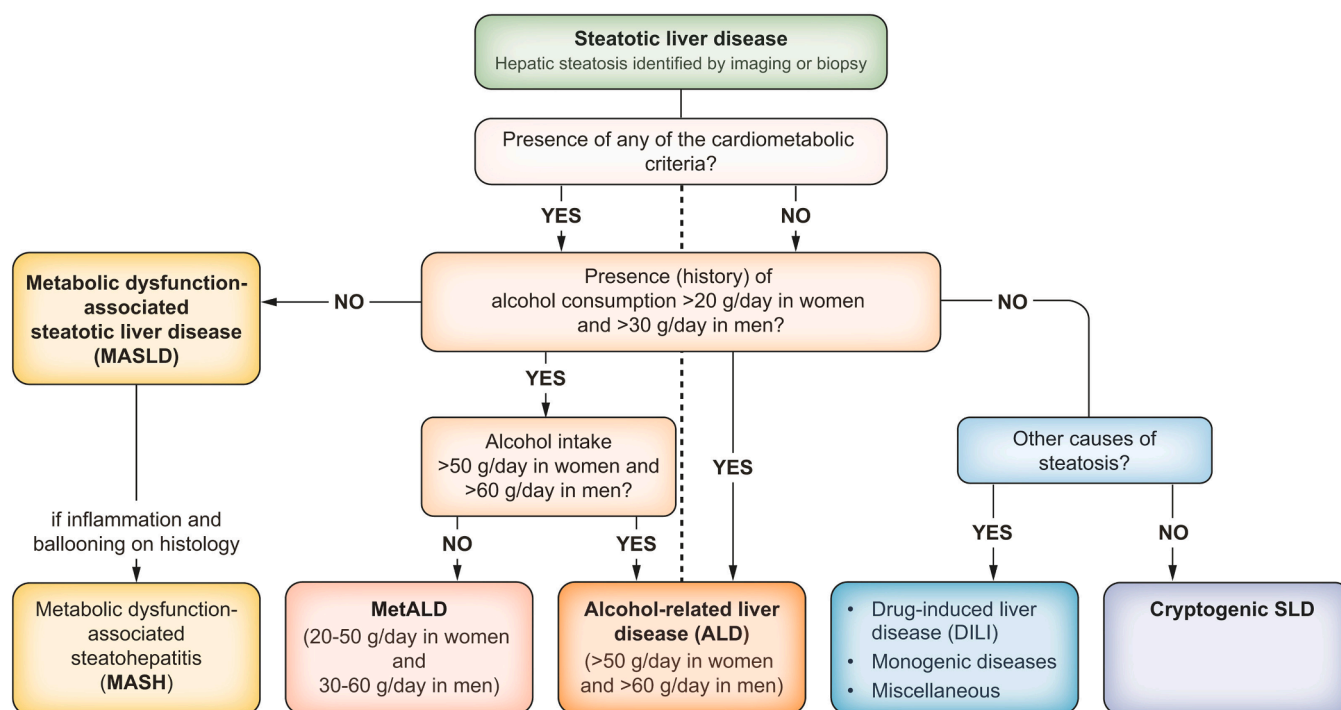 Steatotic liver disease
Hepatic steatosis identified by imaging or biopsy
Presence of any of the cardiometabolic
criteria?
YES
NO
Presence (history) of
alcohol consumption >20 g/day in women
and >30 g/day in men?
NO
NO
Metabolic dysfunction-
associated
steatotic liver disease
(MASLD)
YES
Alcohol intake
>50 g/day in women and
>60 g/day in men?
YES
Other causes of
steatosis?
if inflammation and
ballooning on histology
NO
YES
YES
NO
Metabolic dysfunction-
associated
steatohepatitis
(MASH)
MetALD
(20-50 g/day in women
and
30-60 g/day in men)
Alcohol-related liver
disease (ALD)
(>50 g/day in women
and >60 g/day in men)
• Drug-induced liver
disease (DILI)
• Monogenic diseases
• Miscellaneous
Cryptogenic SLD